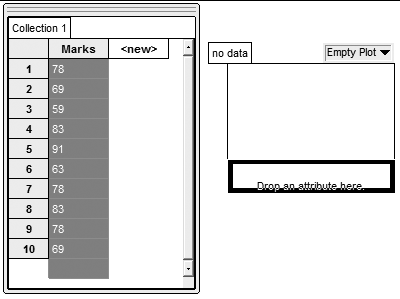 Collection 1
Marks <new>
1 78
2 69
3 59
4 83
5 91
6 63
7 78
8 83
9 78
10 69
no data Empty Plot
Drop an attribute here.